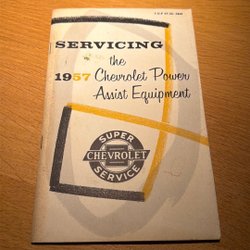 SERVICING
the
1957 Chevrolet Power
Assist Equipment
SUPER
CHEVROLET
SERVICE